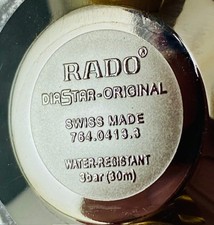 RADO®
DIASTAR-ORIGINAL
SWISS MADE
764.0413.3
WATER-RESISTANT
3bar (30m)